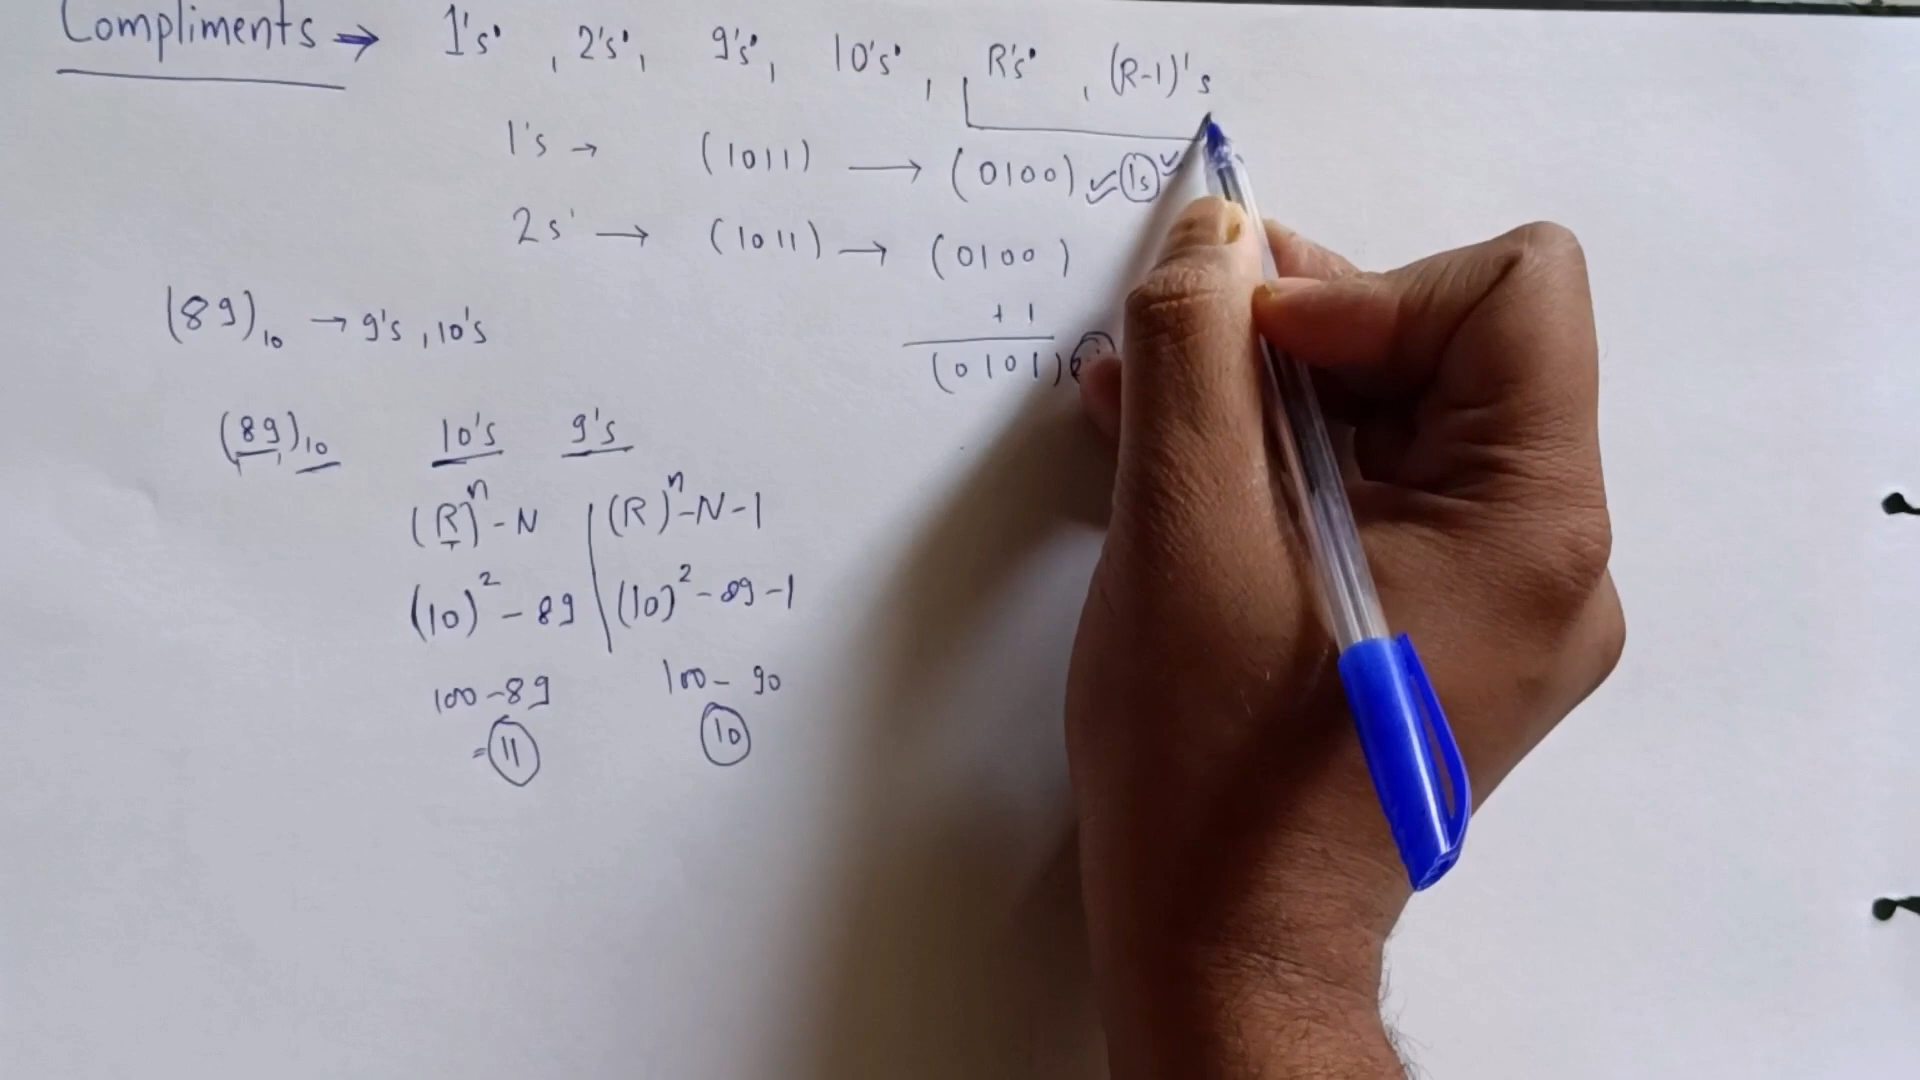 Compliments → 1's , 2's , 9's , 10's , R's , (R-1)'s
1's → (1011) → (0100) 1s
2s' → (1011) → (0100)
+ 1
(0101)
(89)10 → 9's , 10's
(89)10 10's 9's
(R)^n - N (R)^n - N - 1
(10)^2 - 89 (10)^2 - 89 - 1
100 - 89 100 - 90
= 11 10